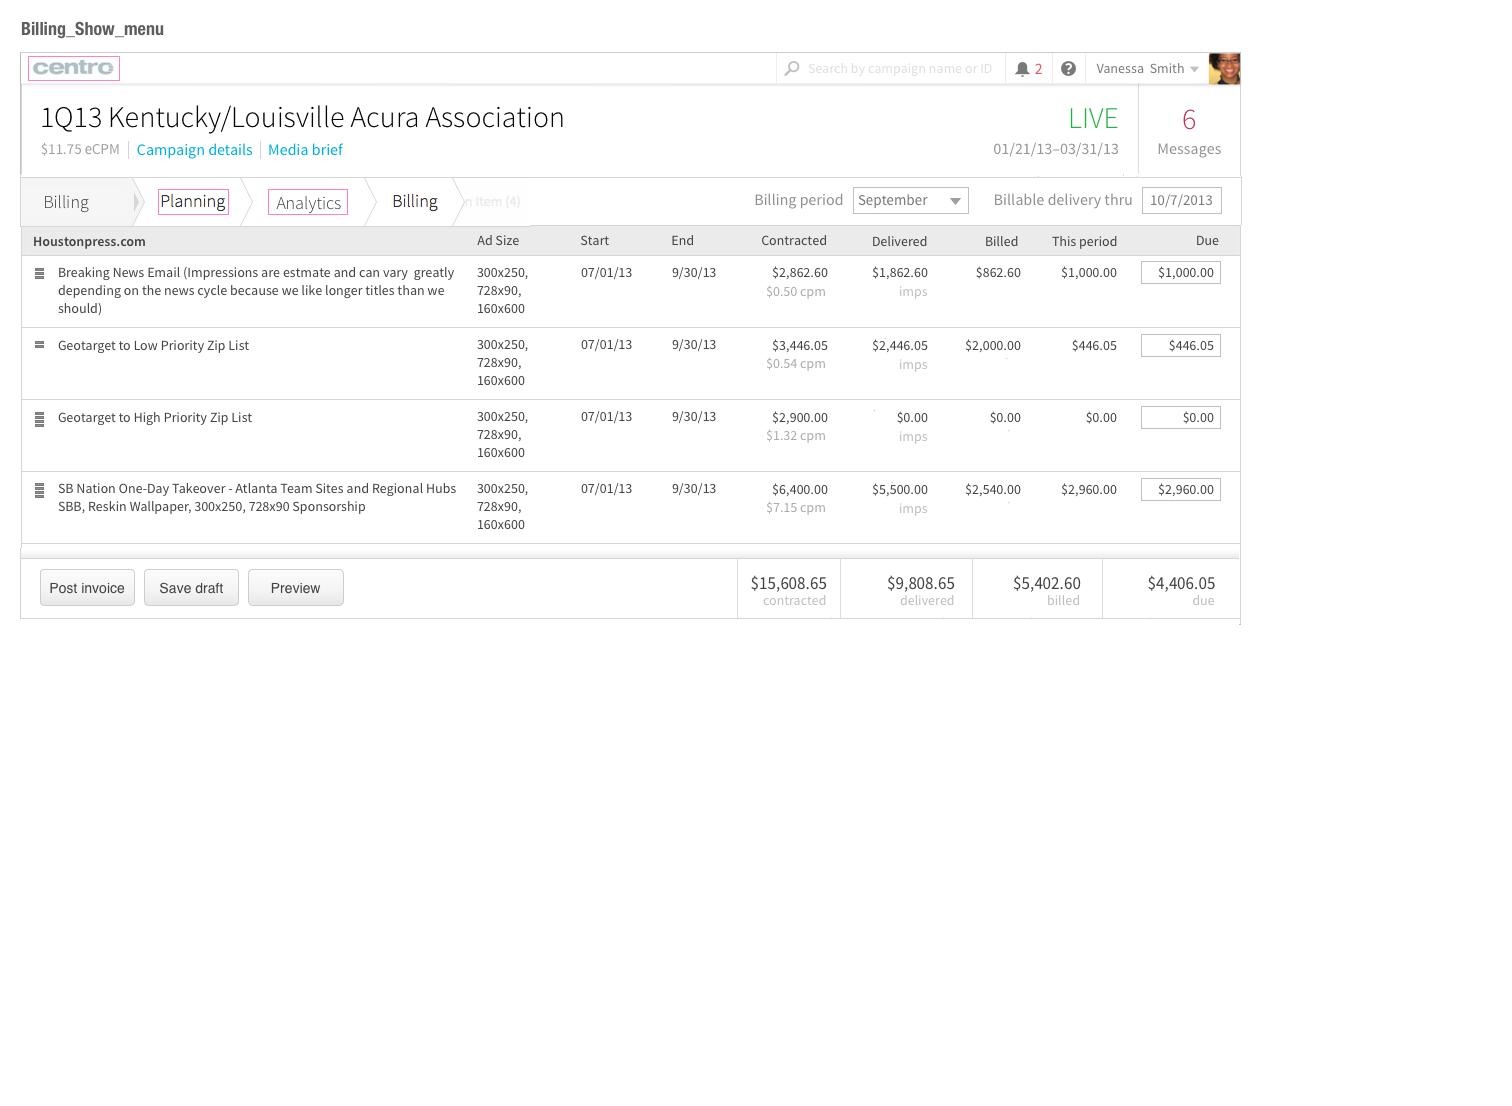 Billing_Show_menu
centro
Search by campaign name or ID
2
Vanessa Smith
1Q13 Kentucky/Louisville Acura Association
LIVE
6
$11.75 eCPM
Campaign details
Media brief
01/21/13–03/31/13
Messages
Billing
Planning
Analytics
Billing
n Item (4)
Billing period
September
Billable delivery thru
10/7/2013
Houstonpress.com Ad Size Start End Contracted Delivered Billed This period Due
Breaking News Email (Impressions are estmate and can vary greatly 300x250, 07/01/13 9/30/13 $2,862.60 $1,862.60 $862.60 $1,000.00 $1,000.00
depending on the news cycle because we like longer titles than we 728x90, $0.50 cpm imps
should) 160x600
Geotarget to Low Priority Zip List 300x250, 07/01/13 9/30/13 $3,446.05 $2,446.05 $2,000.00 $446.05 $446.05
728x90, $0.54 cpm imps
160x600
Geotarget to High Priority Zip List 300x250, 07/01/13 9/30/13 $2,900.00 $0.00 $0.00 $0.00 $0.00
728x90, $1.32 cpm imps
160x600
SB Nation One-Day Takeover - Atlanta Team Sites and Regional Hubs 300x250, 07/01/13 9/30/13 $6,400.00 $5,500.00 $2,540.00 $2,960.00 $2,960.00
SBB, Reskin Wallpaper, 300x250, 728x90 Sponsorship 728x90, $7.15 cpm imps
160x600
Post invoice
Save draft
Preview
$15,608.65 $9,808.65 $5,402.60 $4,406.05
contracted delivered billed due